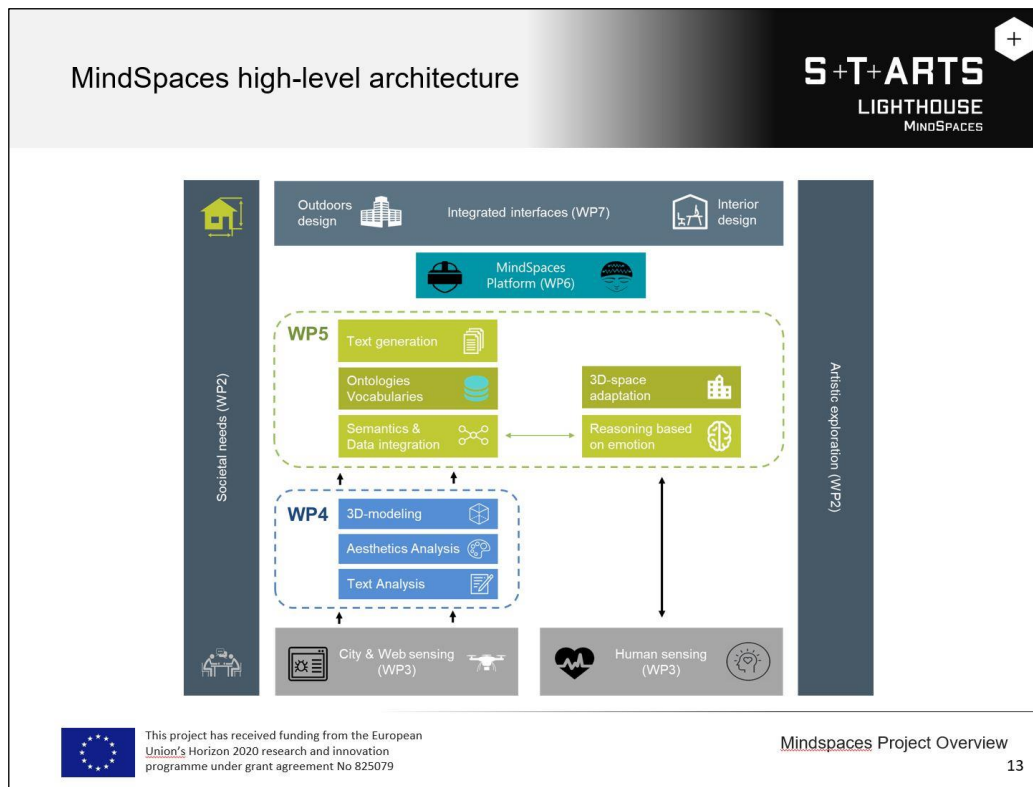 MindSpaces high-level architecture
S+T+ARTS
LIGHTHOUSE
MINDSPACES
Societal needs (WP2)
Outdoors
design
Integrated interfaces (WP7)
Interior
design
MindSpaces
Platform (WP6)
WP5
Text generation
Ontologies
Vocabularies
Semantics &
Data integration
3D-space
adaptation
Reasoning based
on emotion
WP4
3D-modeling
Aesthetics Analysis
Text Analysis
City & Web sensing
(WP3)
Human sensing
(WP3)
Artistic exploration (WP2)
This project has received funding from the European
Union's Horizon 2020 research and innovation
programme under grant agreement No 825079
Mindspaces Project Overview
13